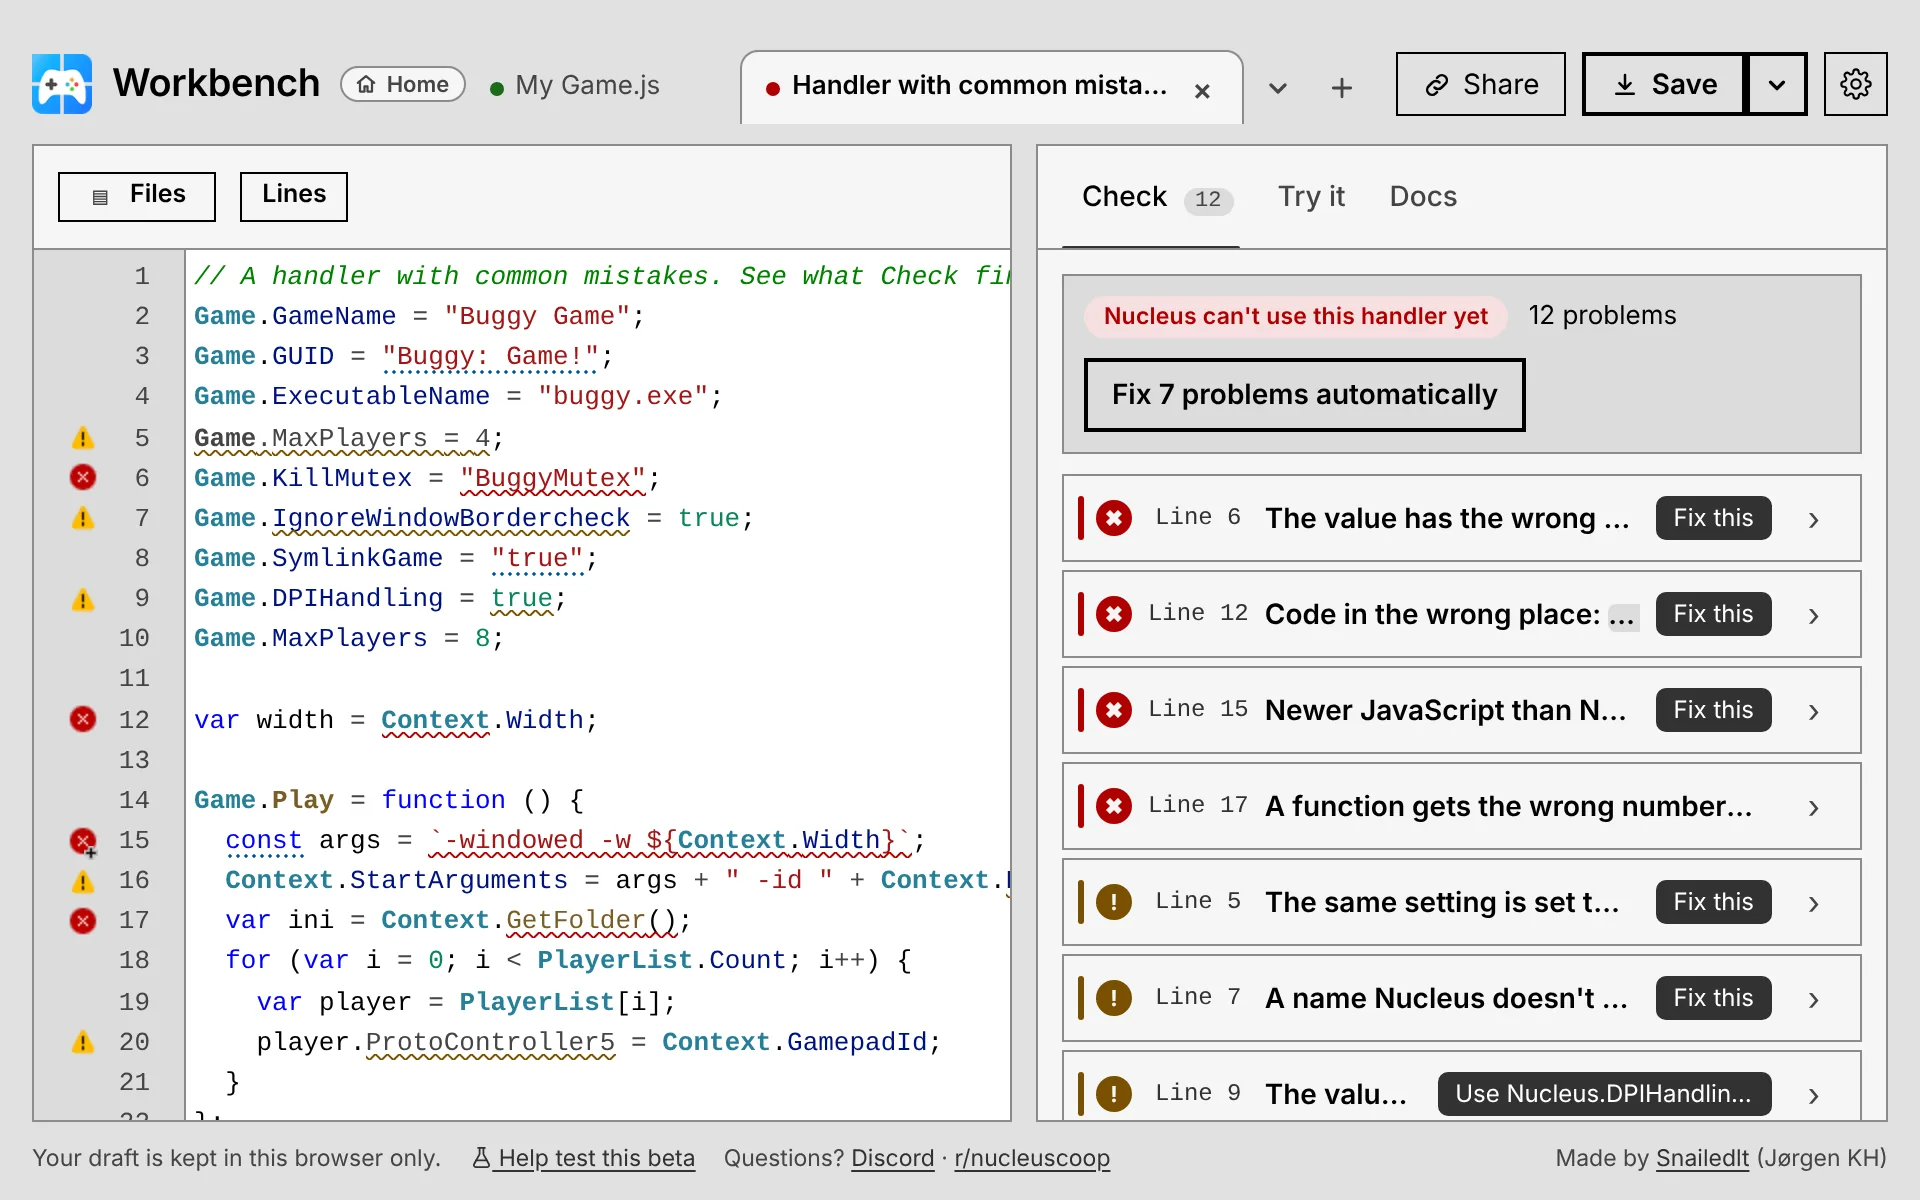 Workbench
Home
My Game.js
Handler with common mista...
Share
Save
Files
Lines
1 // A handler with common mistakes. See what Check
2 Game.GameName = "Buggy Game";
3 Game.GUID = "Buggy: Game!";
4 Game.ExecutableName = "buggy.exe";
5 Game.MaxPlayers = 4;
6 Game.KillMutex = "BuggyMutex";
7 Game.IgnoreWindowBordercheck = true;
8 Game.SymlinkGame = "true";
9 Game.DPIHandling = true;
10 Game.MaxPlayers = 8;
11
12 var width = Context.Width;
13
14 Game.Play = function () {
15 const args = `-windowed -w ${Context.Width}`;
16 Context.StartArguments = args + " -id " + Context.
17 var ini = Context.GetFolder();
18 for (var i = 0; i < PlayerList.Count; i++) {
19 var player = PlayerList[i];
20 player.ProtoController5 = Context.GamepadId;
21 }
Check 12
Try it
Docs
Nucleus can't use this handler yet 12 problems
Fix 7 problems automatically
Line 6 The value has the wrong ... Fix this
Line 12 Code in the wrong place: ... Fix this
Line 15 Newer JavaScript than N... Fix this
Line 17 A function gets the wrong number...
Line 5 The same setting is set t... Fix this
Line 7 A name Nucleus doesn't ... Fix this
Line 9 The valu... Use Nucleus.DPIHandlin...
Your draft is kept in this browser only.
Help test this beta
Questions? Discord · r/nucleuscoop
Made by SnailedIt (Jørgen KH)